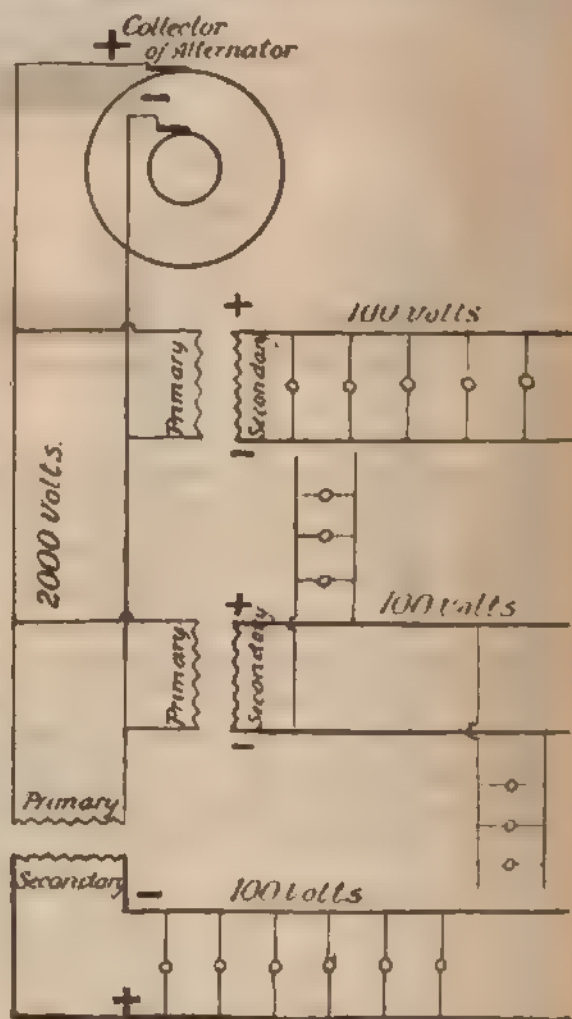 + Collector
of Alternator
−
+
100 Volts
Primary
Secondary
−
2000 Volts.
+
100 Volts
Primary
Secondary
−
Primary
Secondary
−
100 Volts
+